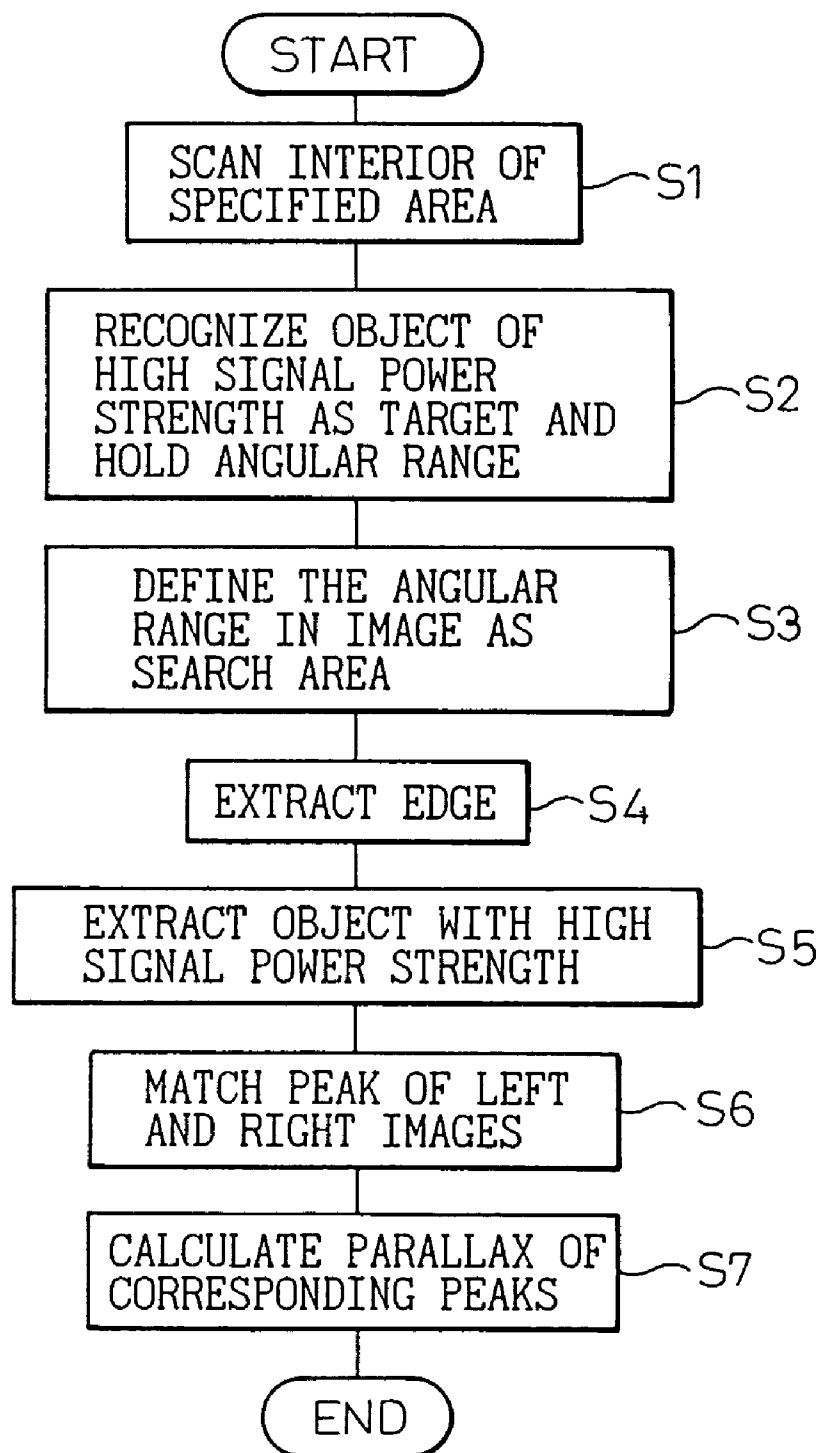 START
SCAN INTERIOR OF
SPECIFIED AREA
S1
RECOGNIZE OBJECT OF
HIGH SIGNAL POWER
STRENGTH AS TARGET AND
HOLD ANGULAR RANGE
S2
DEFINE THE ANGULAR
RANGE IN IMAGE AS
SEARCH AREA
S3
EXTRACT EDGE
S4
EXTRACT OBJECT WITH HIGH
SIGNAL POWER STRENGTH
S5
MATCH PEAK OF LEFT
AND RIGHT IMAGES
S6
CALCULATE PARALLAX OF
CORRESPONDING PEAKS
S7
END